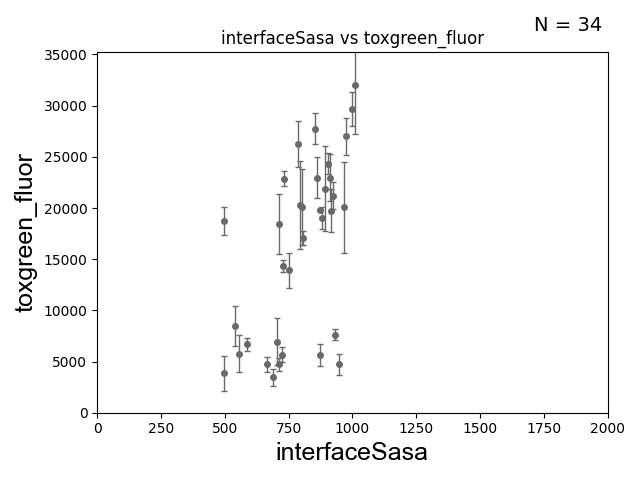 N = 34
interfaceSasa vs toxgreen_fluor
35000
30000
25000
20000
15000
10000
5000
0
toxgreen_fluor
0 250 500 750 1000 1250 1500 1750 2000
interfaceSasa